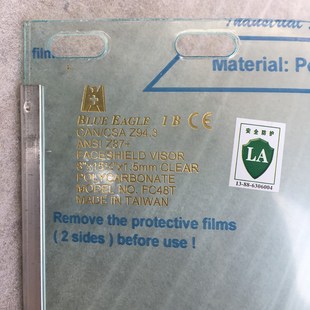 Industrial
film
Material: Po
BLUE EAGLE 1 B CE
CAN/CSA Z94.3
ANSI Z87+
FACESHIELD VISOR
POLYCARBONATE
MODEL NO. FC48T
MADE IN TAIWAN
安全防护
LA
13-88-6306004
Remove the protective films
( 2 sides ) before use !